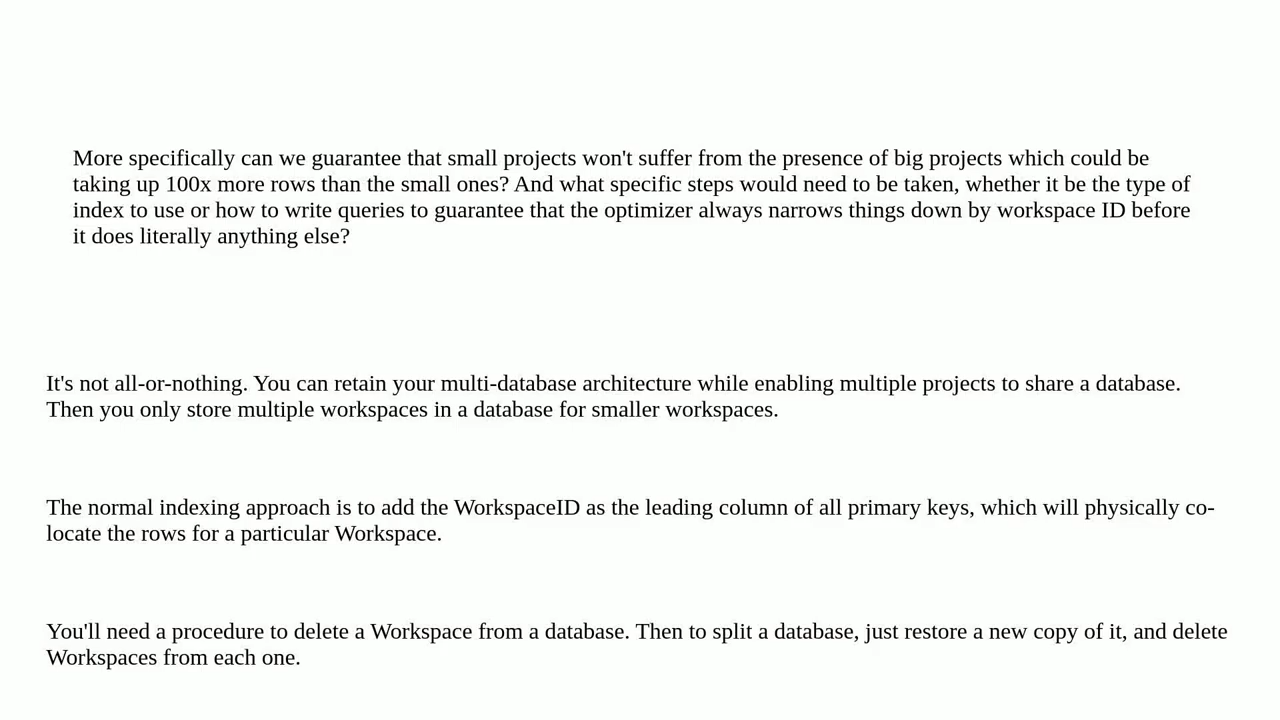 More specifically can we guarantee that small projects won't suffer from the presence of big projects which could be
taking up 100x more rows than the small ones? And what specific steps would need to be taken, whether it be the type of
index to use or how to write queries to guarantee that the optimizer always narrows things down by workspace ID before
it does literally anything else?
It's not all-or-nothing. You can retain your multi-database architecture while enabling multiple projects to share a database.
Then you only store multiple workspaces in a database for smaller workspaces.
The normal indexing approach is to add the WorkspaceID as the leading column of all primary keys, which will physically co-
locate the rows for a particular Workspace.
You'll need a procedure to delete a Workspace from a database. Then to split a database, just restore a new copy of it, and delete
Workspaces from each one.